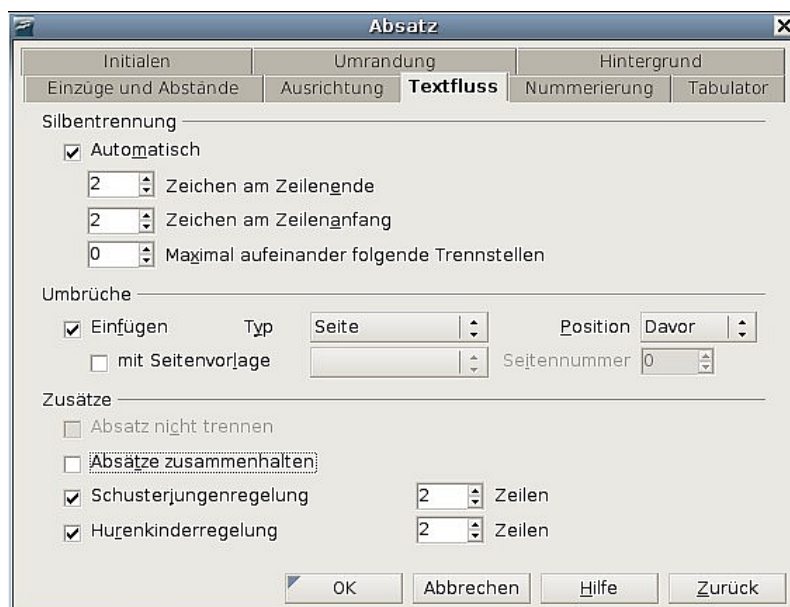 Absatz
Initialen Umrandung Hintergrund
Einzüge und Abstände Ausrichtung Textfluss Nummerierung Tabulator
Silbentrennung
Automatisch
2 Zeichen am Zeilenende
2 Zeichen am Zeilenanfang
0 Maximal aufeinander folgende Trennstellen
Umbrüche
Einfügen Typ Seite Position Davor
mit Seitenvorlage Seitennummer 0
Zusätze
Absatz nicht trennen
Absätze zusammenhalten
Schusterjungenregelung 2 Zeilen
Hurenkinderregelung 2 Zeilen
OK Abbrechen Hilfe Zurück